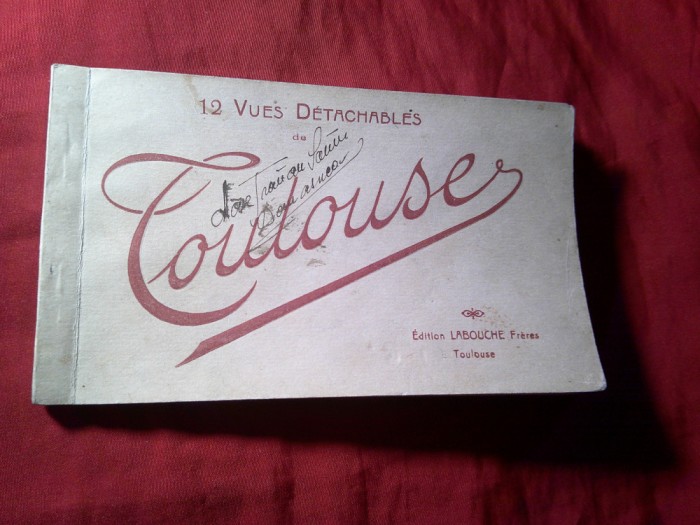 12 VUES DÉTACHABLES
de
Toulouse
Édition LABOUCHE Frères
Toulouse